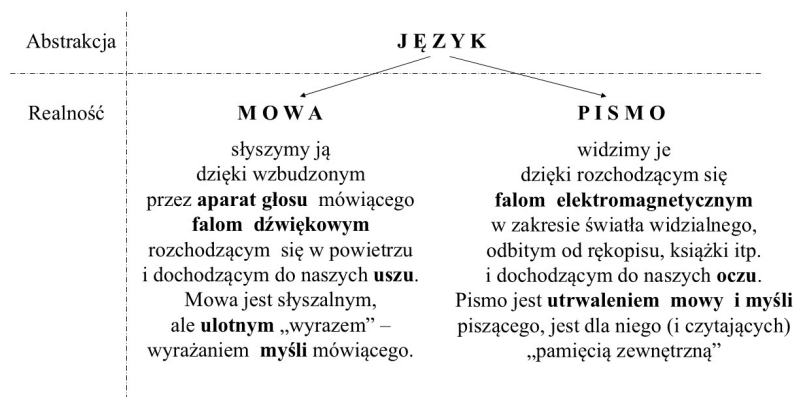 Abstrakcja
JĘZYK
Realność
MOWA
słyszymy ją
dzięki wzbudzonym
przez aparat głosu mówiącego
falom dźwiękowym
rozchodzącym się w powietrzu
i dochodzącym do naszych uszu.
Mowa jest słyszalnym,
ale ulotnym „wyrazem” –
wyrażaniem myśli mówiącego.
PISMO
widzimy je
dzięki rozchodzącym się
falom elektromagnetycznym
w zakresie światła widzialnego,
odbitym od rękopisu, książki itp.
i dochodzącym do naszych oczu.
Pismo jest utrwaleniem mowy i myśli
piszącego, jest dla niego (i czytających)
„pamięcią zewnętrzną”